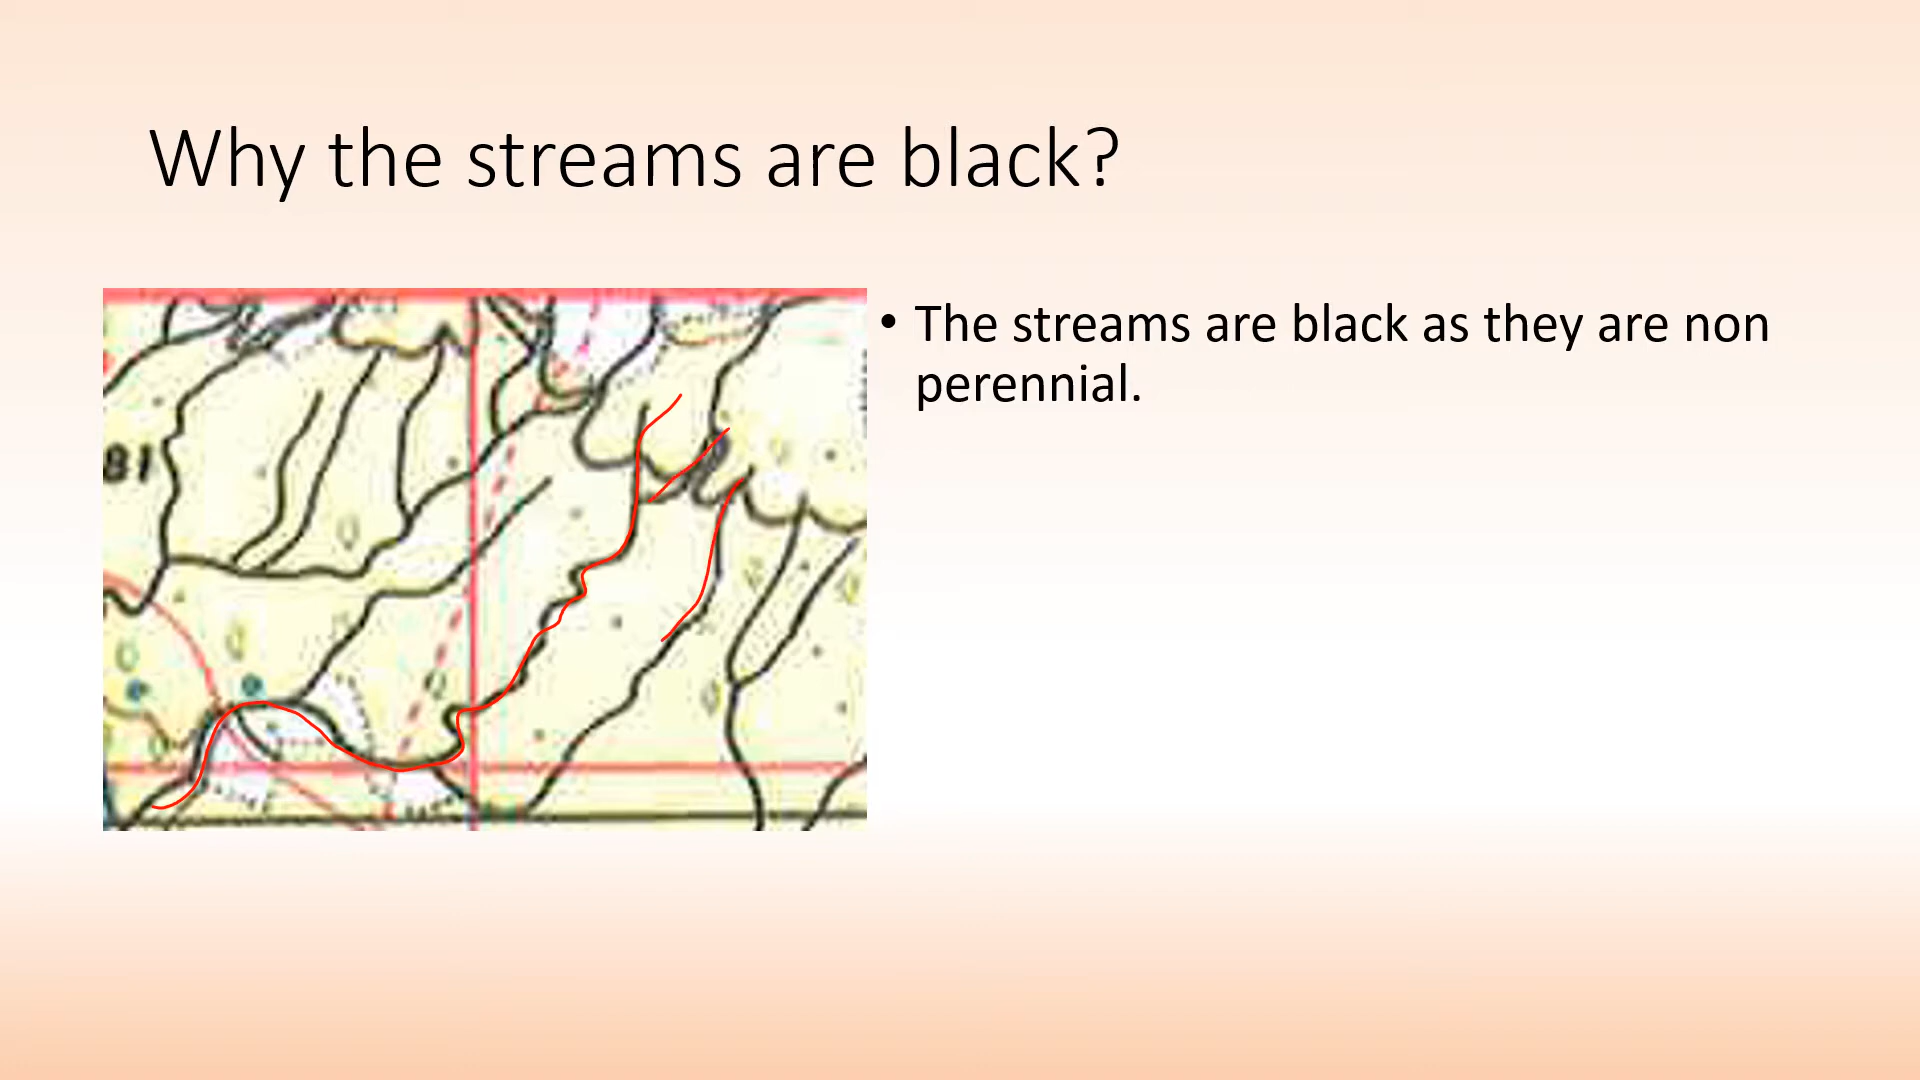 Why the streams are black?
81
• The streams are black as they are non
perennial.